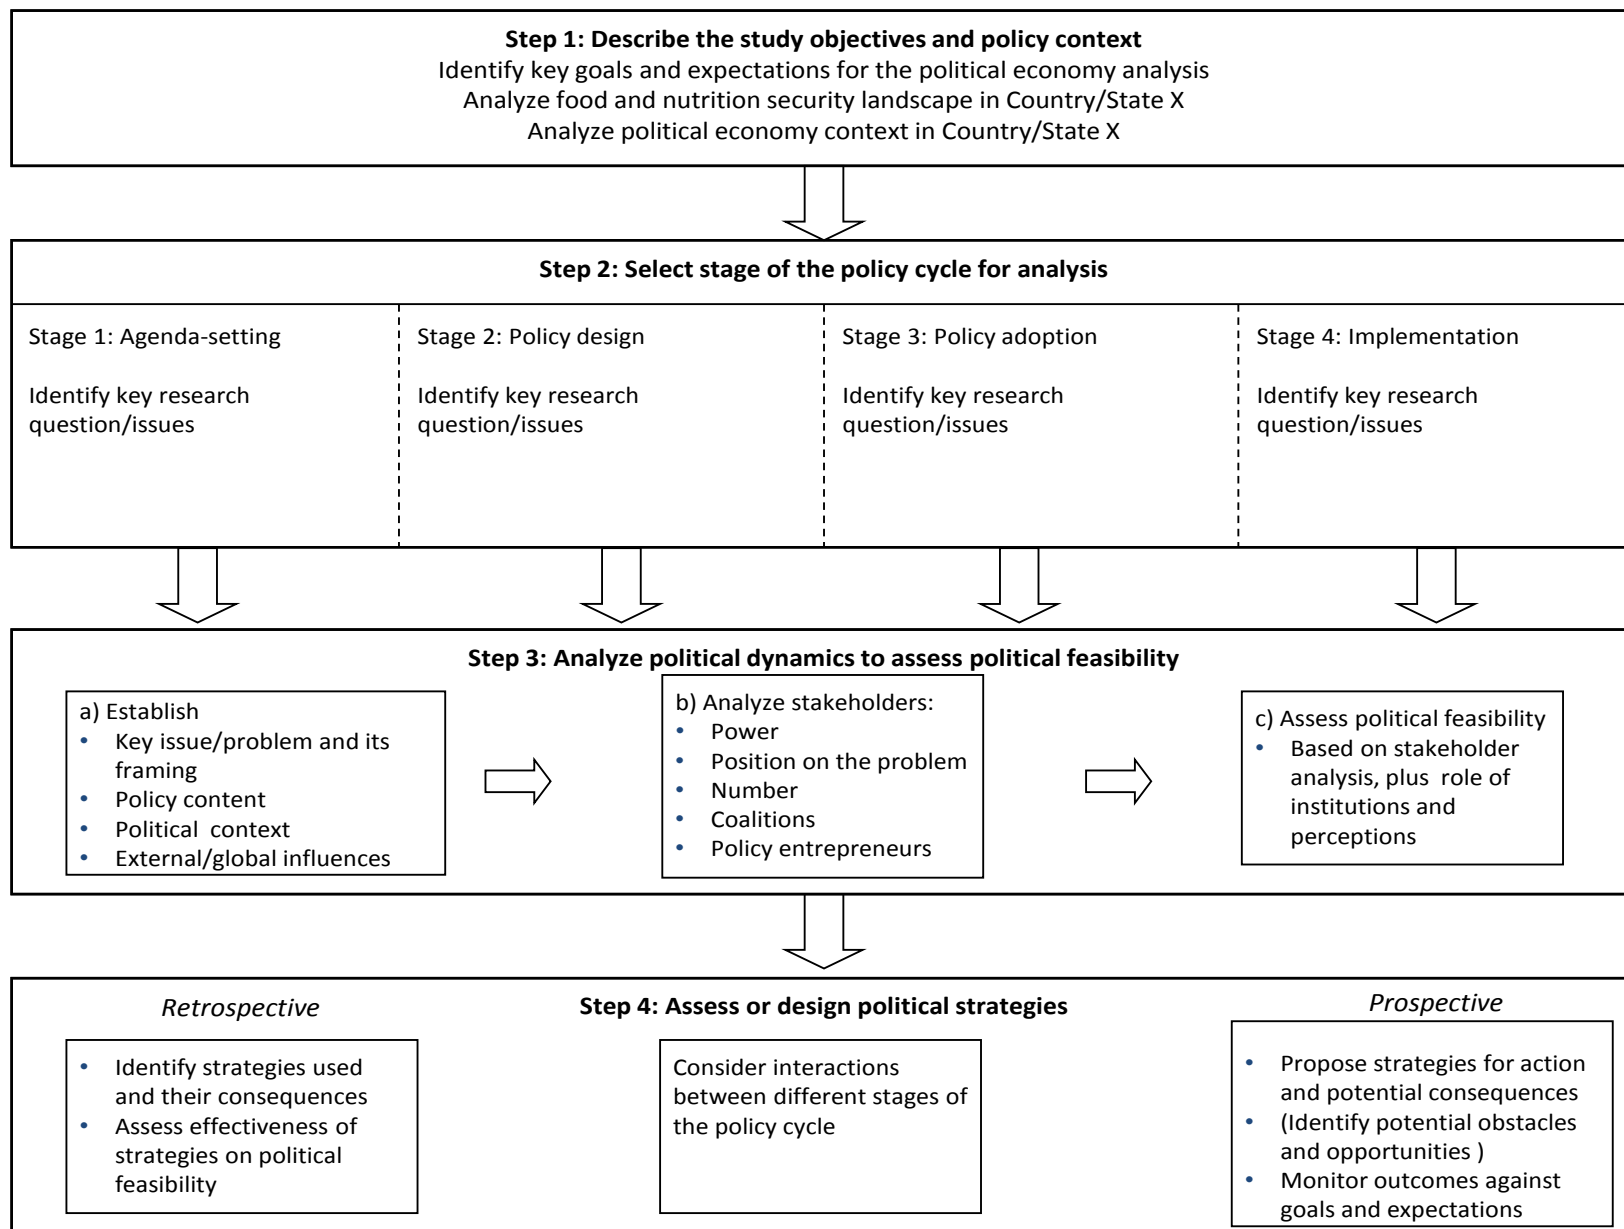 Step 1: Describe the study objectives and policy context
Identify key goals and expectations for the political economy analysis
Analyze food and nutrition security landscape in Country/State X
Analyze political economy context in Country/State X
Step 2: Select stage of the policy cycle for analysis
Stage 1: Agenda-setting
Identify key research
question/issues
Stage 2: Policy design
Identify key research
question/issues
Stage 3: Policy adoption
Identify key research
question/issues
Stage 4: Implementation
Identify key research
question/issues
Step 3: Analyze political dynamics to assess political feasibility
a) Establish
• Key issue/problem and its
framing
• Policy content
• Political context
• External/global influences
b) Analyze stakeholders:
• Power
• Position on the problem
• Number
• Coalitions
• Policy entrepreneurs
c) Assess political feasibility
• Based on stakeholder
analysis, plus role of
institutions and
perceptions
Step 4: Assess or design political strategies
Retrospective
• Identify strategies used
and their consequences
• Assess effectiveness of
strategies on political
feasibility
Consider interactions
between different stages of
the policy cycle
Prospective
• Propose strategies for action
and potential consequences
• (Identify potential obstacles
and opportunities )
• Monitor outcomes against
goals and expectations